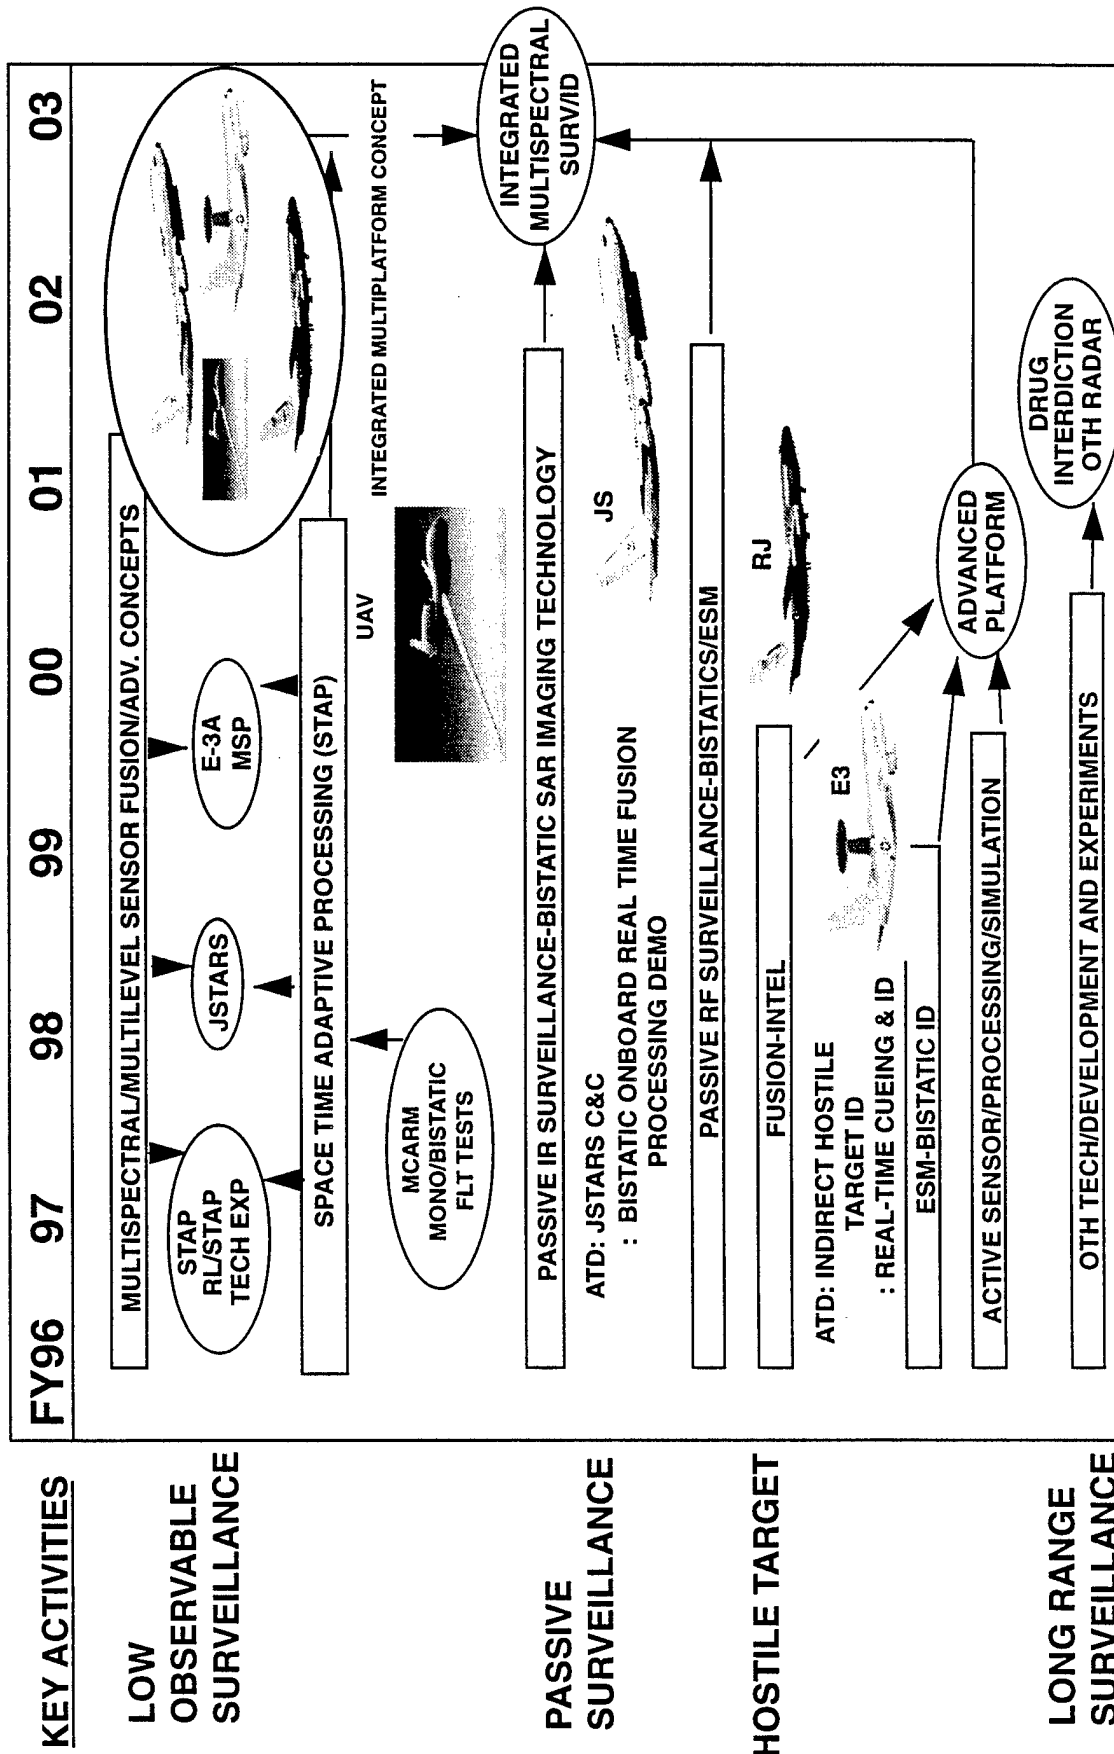 KEY ACTIVITIES
FY96 97 98 99 00 01 02 03
LOW
OBSERVABLE
SURVEILLANCE
MULTISPECTRAL/MULTILEVEL SENSOR FUSION/ADV. CONCEPTS
STAP
RL/STAP
TECH EXP
JSTARS
E-3A
MSP
SPACE TIME ADAPTIVE PROCESSING (STAP)
UAV
INTEGRATED MULTIPLATFORM CONCEPT
MCARM
MONO/BISTATIC
FLT TESTS
INTEGRATED
MULTISPECTRAL
SURV/ID
PASSIVE
SURVEILLANCE
PASSIVE IR SURVEILLANCE-BISTATIC SAR IMAGING TECHNOLOGY
ATD: JSTARS C&C
: BISTATIC ONBOARD REAL TIME FUSION
PROCESSING DEMO
JS
PASSIVE RF SURVEILLANCE-BISTATICS/ESM
HOSTILE TARGET
FUSION-INTEL
RJ
ATD: INDIRECT HOSTILE
TARGET ID
: REAL-TIME CUEING & ID
E3
ESM-BISTATIC ID
ACTIVE SENSOR/PROCESSING/SIMULATION
ADVANCED
PLATFORM
LONG RANGE
SURVEILLANCE
OTH TECH/DEVELOPMENT AND EXPERIMENTS
DRUG
INTERDICTION
OTH RADAR